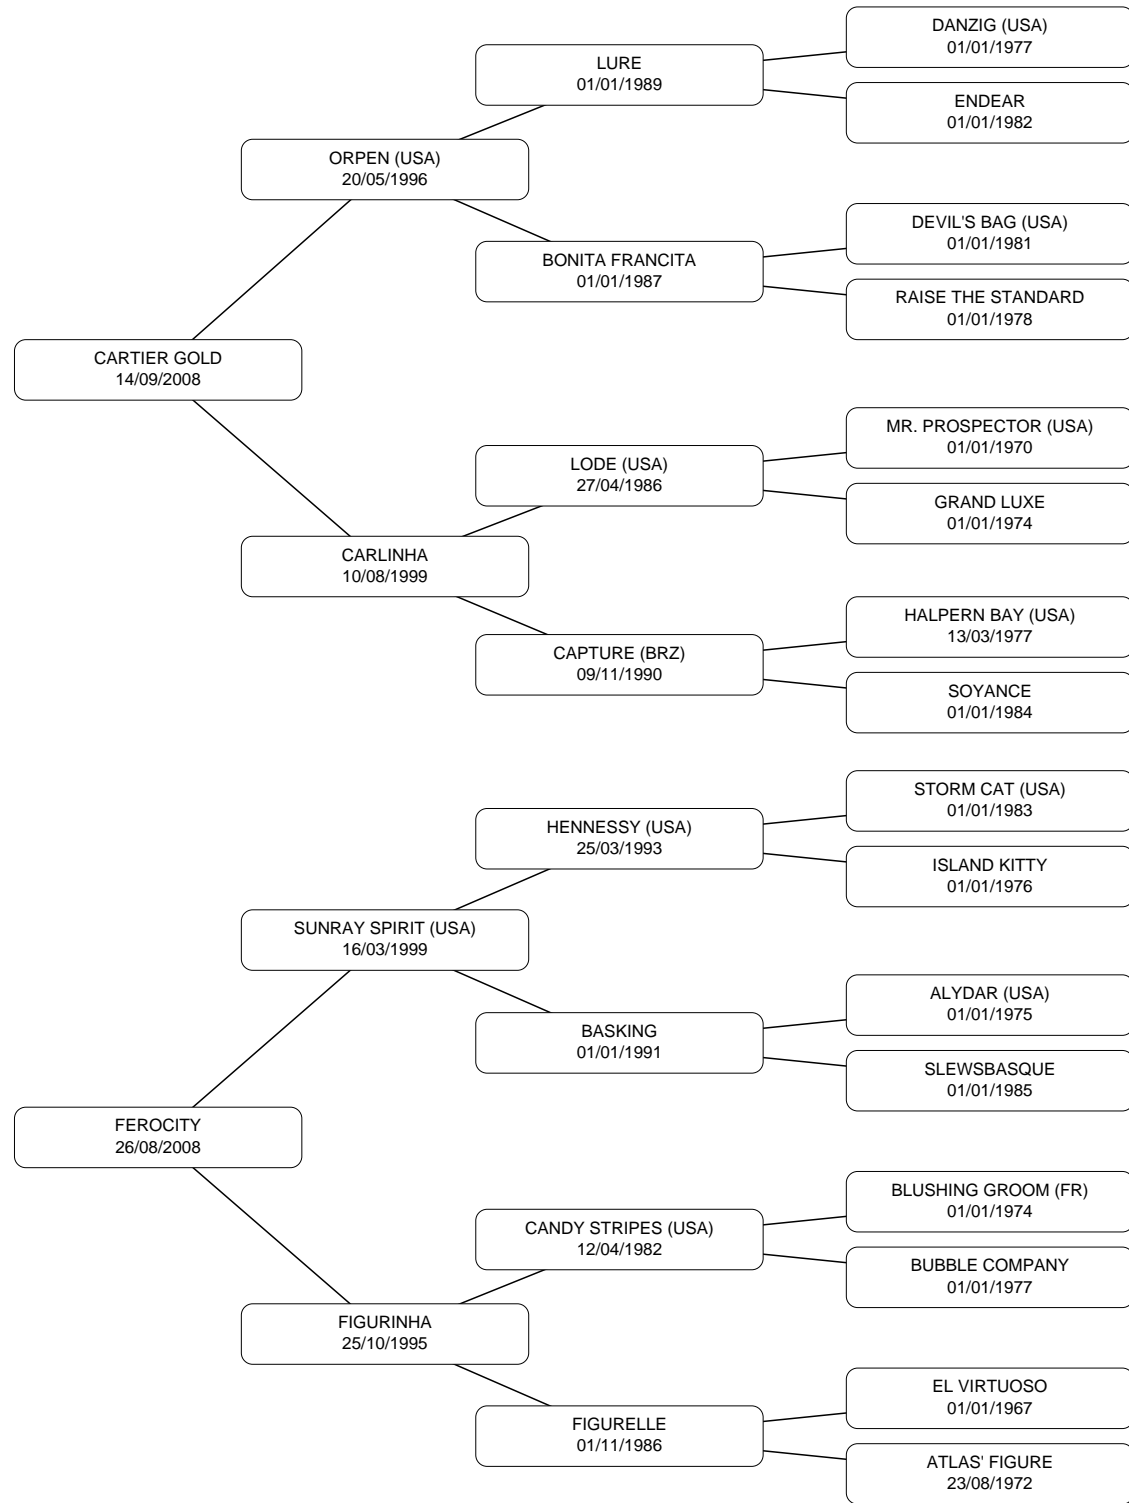 DANZIG (USA)
01/01/1977
LURE
01/01/1989
ENDEAR
01/01/1982
ORPEN (USA)
20/05/1996
DEVIL'S BAG (USA)
01/01/1981
BONITA FRANCITA
01/01/1987
RAISE THE STANDARD
01/01/1978
CARTIER GOLD
14/09/2008
MR. PROSPECTOR (USA)
01/01/1970
LODE (USA)
27/04/1986
GRAND LUXE
01/01/1974
CARLINHA
10/08/1999
HALPERN BAY (USA)
13/03/1977
CAPTURE (BRZ)
09/11/1990
SOYANCE
01/01/1984
STORM CAT (USA)
01/01/1983
HENNESSY (USA)
25/03/1993
ISLAND KITTY
01/01/1976
SUNRAY SPIRIT (USA)
16/03/1999
ALYDAR (USA)
01/01/1975
BASKING
01/01/1991
SLEWSBASQUE
01/01/1985
FEROCITY
26/08/2008
BLUSHING GROOM (FR)
01/01/1974
CANDY STRIPES (USA)
12/04/1982
BUBBLE COMPANY
01/01/1977
FIGURINHA
25/10/1995
EL VIRTUOSO
01/01/1967
FIGURELLE
01/11/1986
ATLAS' FIGURE
23/08/1972